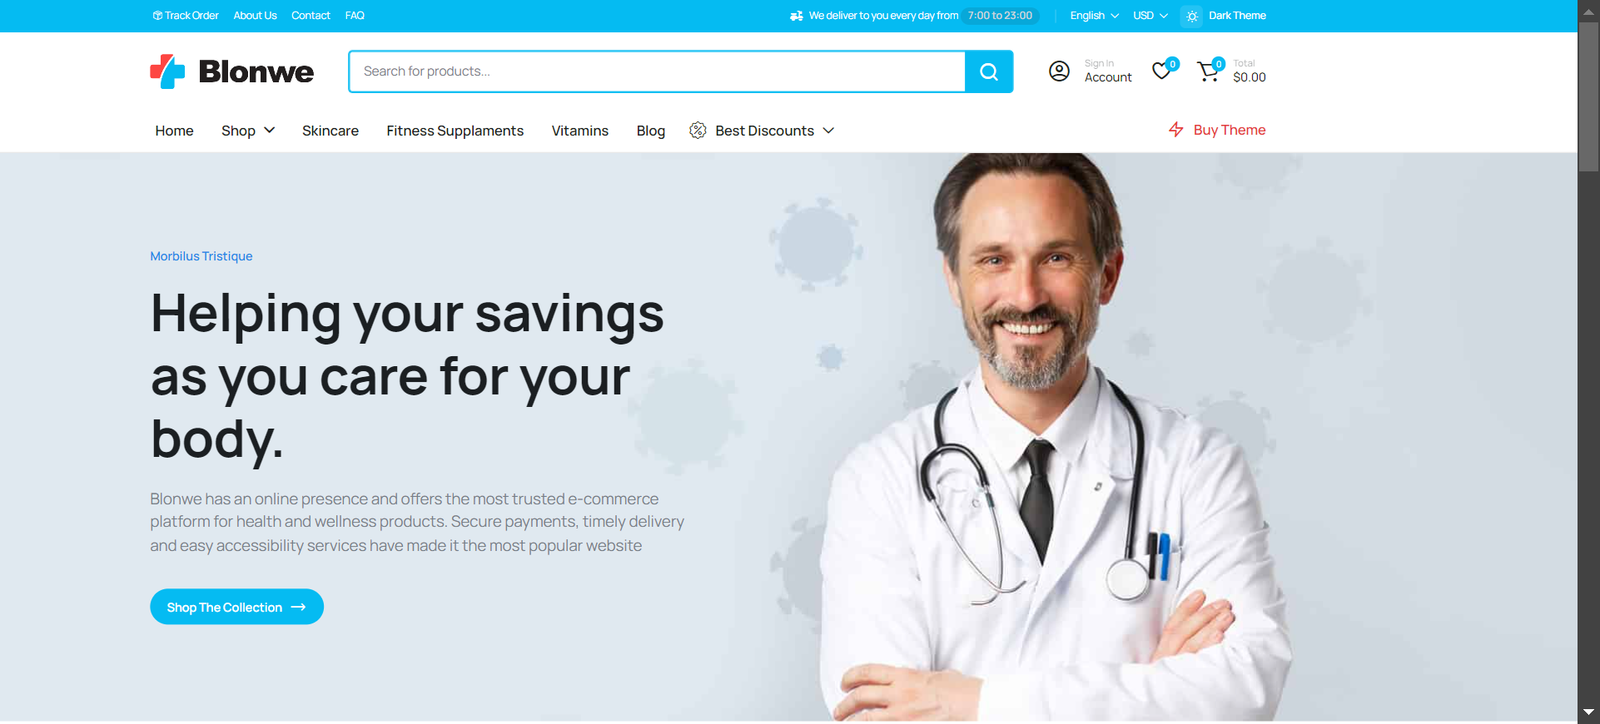 Track Order About Us Contact FAQ
We deliver to you every day from 7:00 to 23:00 English USD Dark Theme
Blonwe
Search for products...
Sign In
Account
0
0
Total
$0.00
Home Shop Skincare Fitness Supplaments Vitamins Blog Best Discounts Buy Theme
Morbilus Tristique
Helping your savings
as you care for your
body.
Blonwe has an online presence and offers the most trusted e-commerce
platform for health and wellness products. Secure payments, timely delivery
and easy accessibility services have made it the most popular website
Shop The Collection